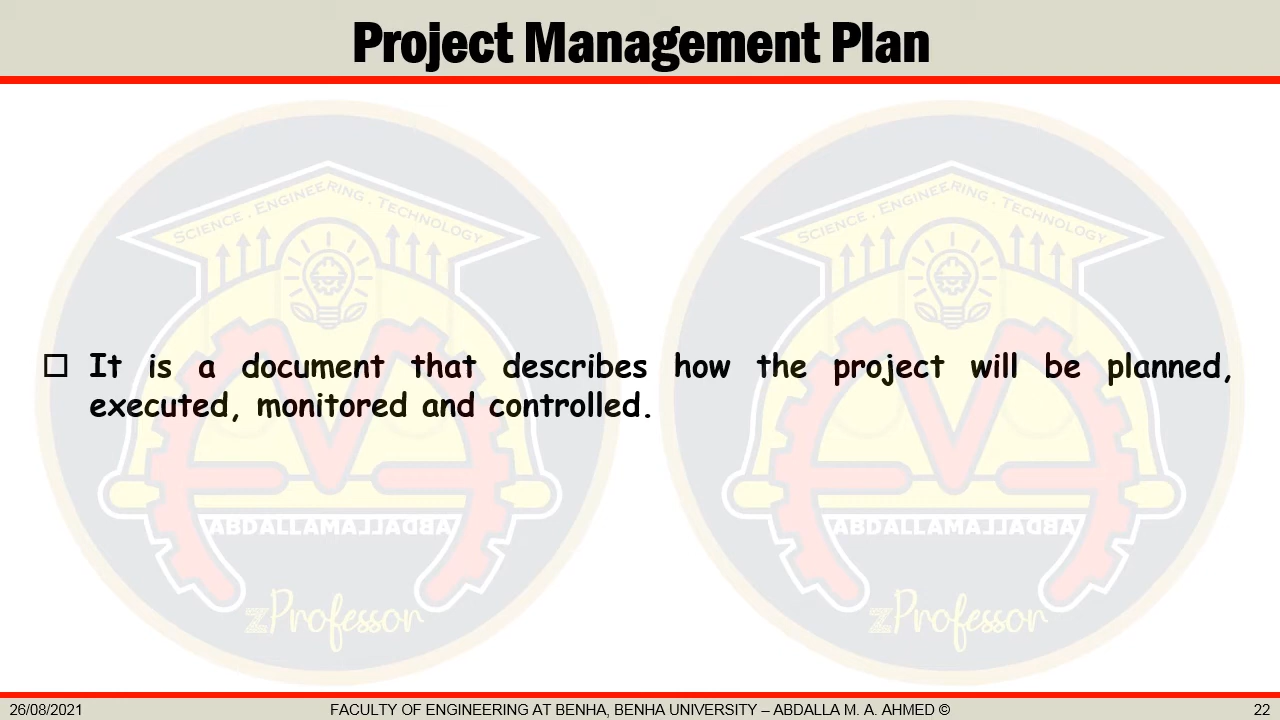 Project Management Plan
SCIENCE . ENGINEERING . TECHNOLOGY
SCIENCE . ENGINEERING . TECHNOLOGY
☐ It is a document that describes how the project will be planned,
executed, monitored and controlled.
zProfessor
zProfessor
26/08/2021 FACULTY OF ENGINEERING AT BENHA, BENHA UNIVERSITY – ABDALLA M. A. AHMED © 22